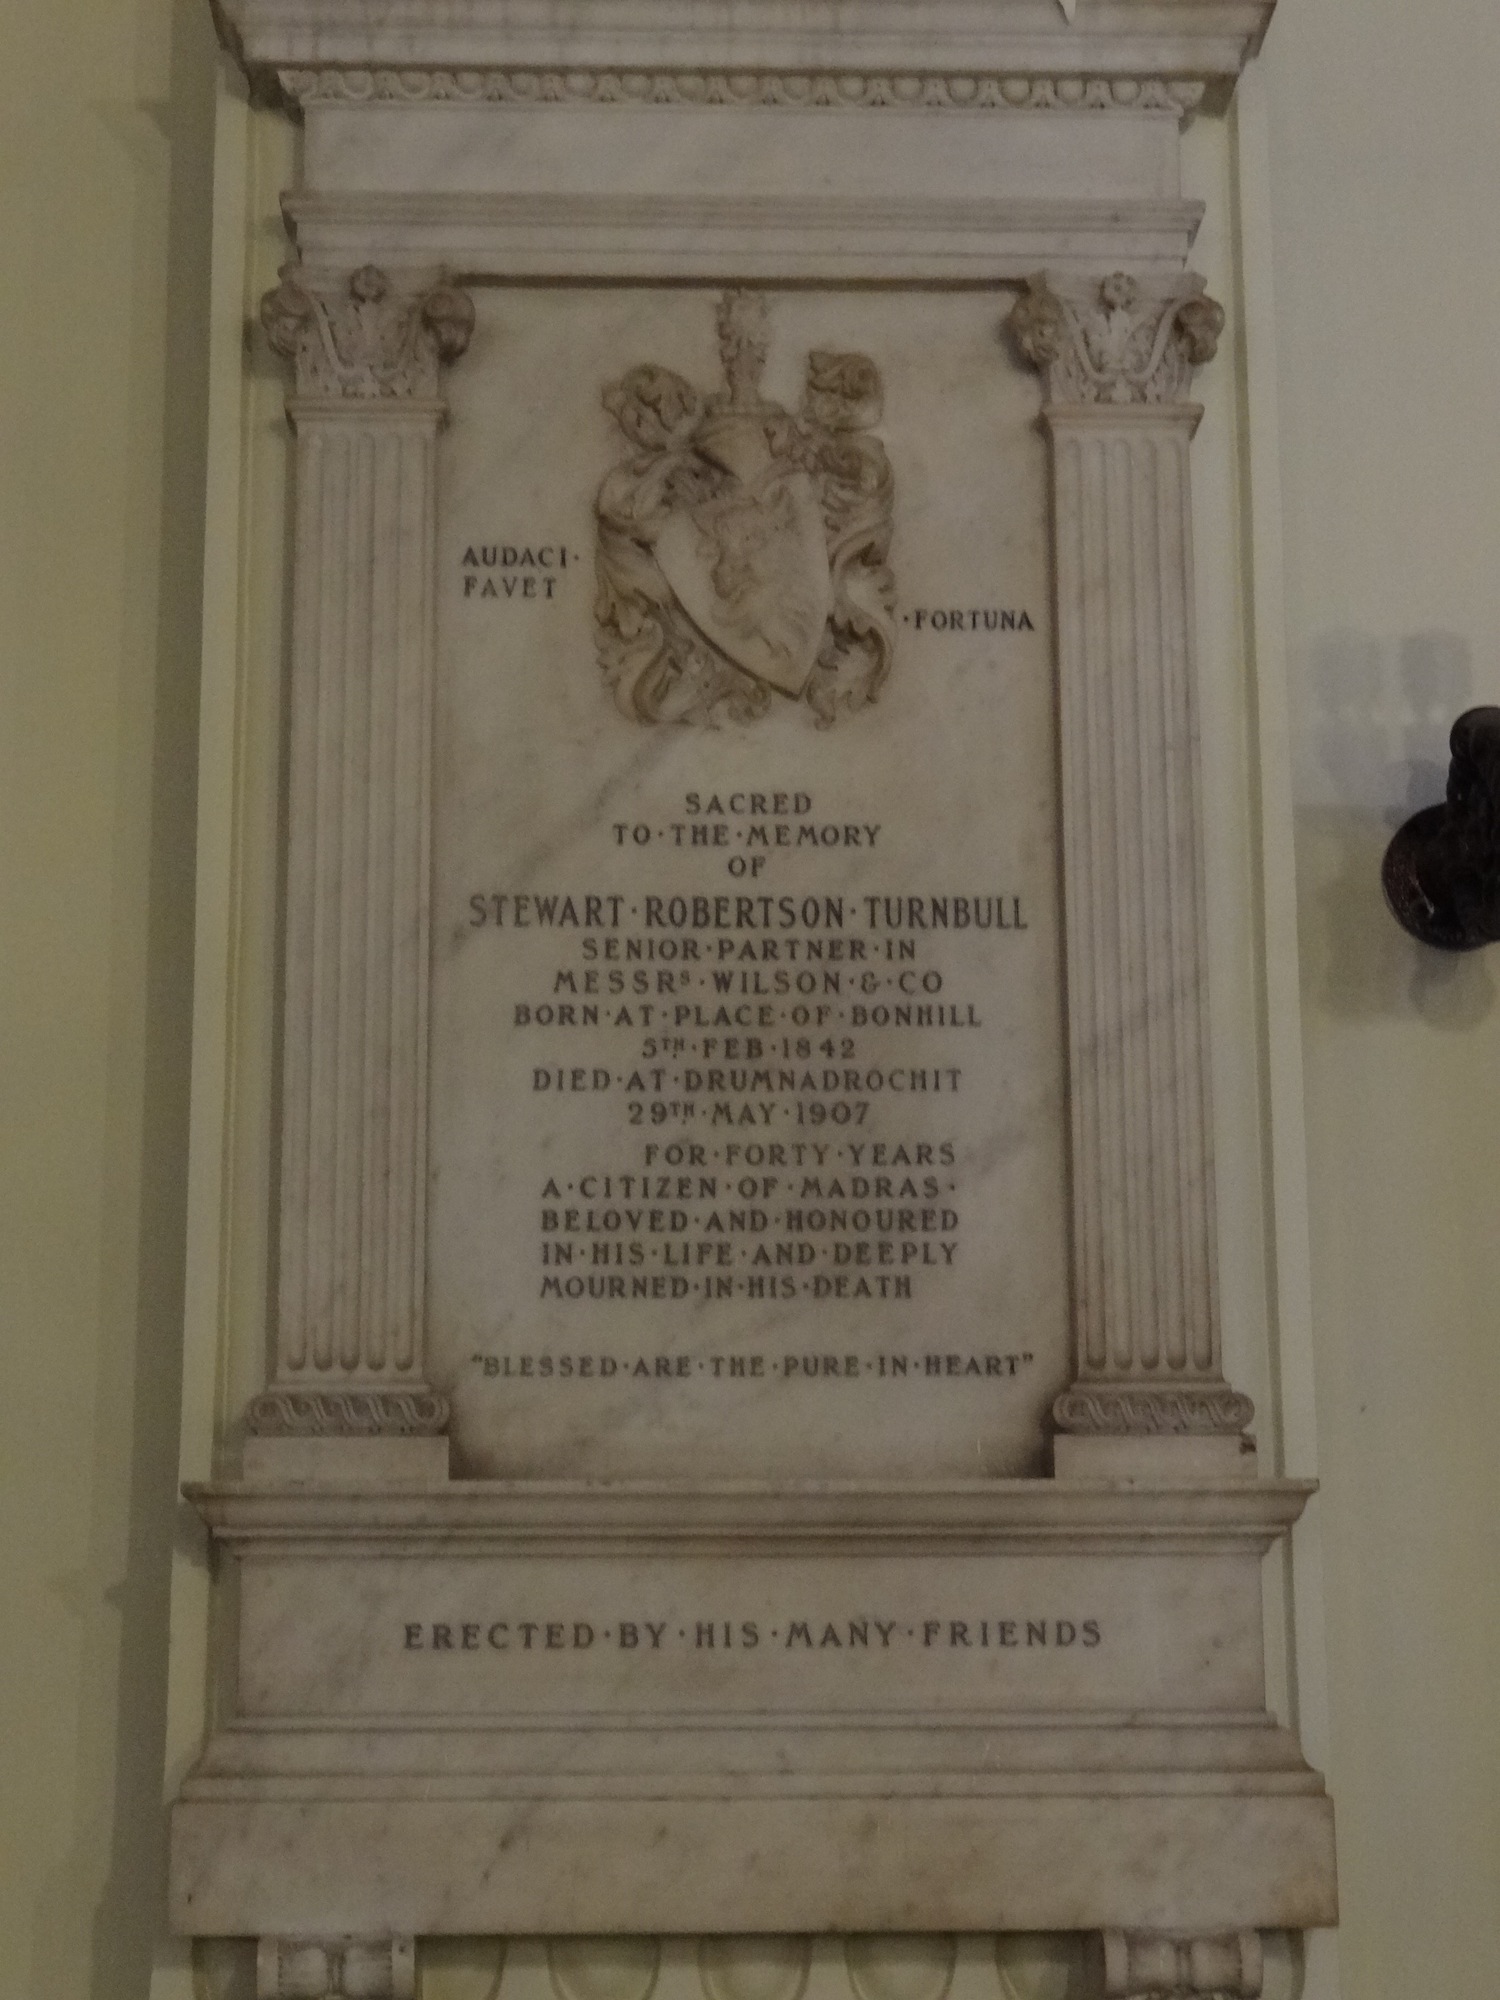 AUDACI·
FAVET
·FORTUNA
SACRED
TO·THE·MEMORY
OF
STEWART·ROBERTSON·TURNBULL
SENIOR·PARTNER·IN
MESSRS·WILSON·&·CO
BORN·AT·PLACE·OF·BONHILL
5TH·FEB·1842
DIED·AT·DRUMNADROCHIT
29TH·MAY·1907
FOR·FORTY·YEARS
A·CITIZEN·OF·MADRAS·
BELOVED·AND·HONOURED
IN·HIS·LIFE·AND·DEEPLY
MOURNED·IN·HIS·DEATH
"BLESSED·ARE·THE·PURE·IN·HEART"
ERECTED·BY·HIS·MANY·FRIENDS